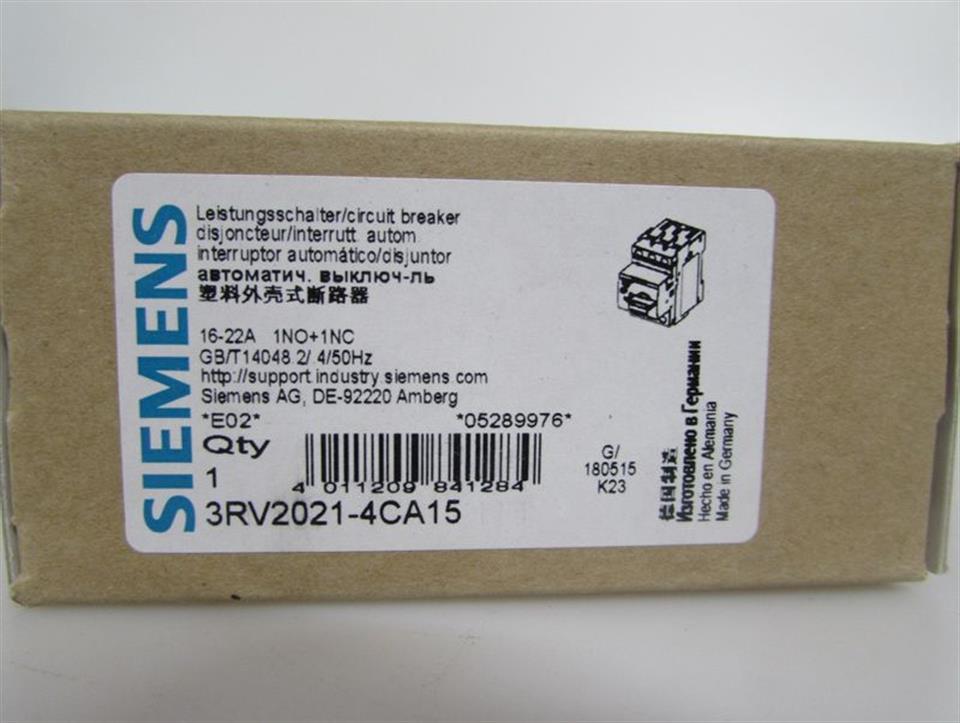 SIEMENS
Leistungsschalter/circuit breaker
disjoncteur/interrutt. autom.
interruptor automático/disjuntor
автоматич. выключ-ль
塑料外壳式断路器
16-22A 1NO+1NC
GB/T14048.2/.4/50Hz
http://support.industry.siemens.com
Siemens AG, DE-92220 Amberg
*E02* *05289976*
Qty
1
4 011209 841284
3RV2021-4CA15
G/
180515
K23
德国制造
Изготовлено в Германии
Hecho en Alemania
Made in Germany